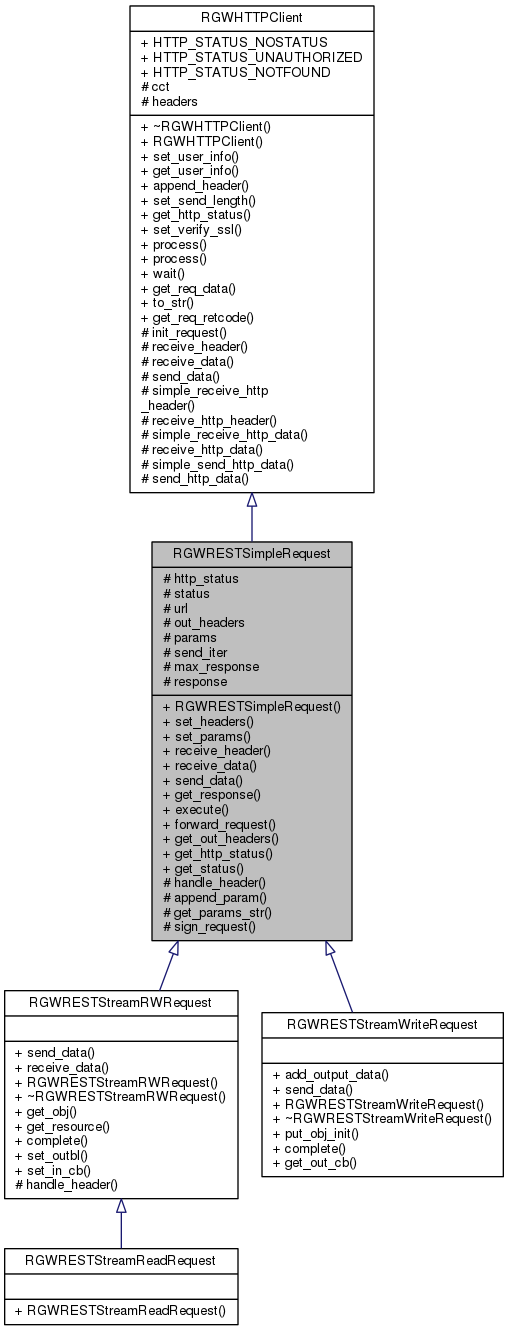 RGWHTTPClient
+ HTTP_STATUS_NOSTATUS
+ HTTP_STATUS_UNAUTHORIZED
+ HTTP_STATUS_NOTFOUND
# cct
# headers
+ ~RGWHTTPClient()
+ RGWHTTPClient()
+ set_user_info()
+ get_user_info()
+ append_header()
+ set_send_length()
+ get_http_status()
+ set_verify_ssl()
+ process()
+ process()
+ wait()
+ get_req_data()
+ to_str()
+ get_req_retcode()
# init_request()
# receive_header()
# receive_data()
# send_data()
# simple_receive_http
_header()
# receive_http_header()
# simple_receive_http_data()
# receive_http_data()
# simple_send_http_data()
# send_http_data()
RGWRESTSimpleRequest
# http_status
# status
# url
# out_headers
# params
# send_iter
# max_response
# response
+ RGWRESTSimpleRequest()
+ set_headers()
+ set_params()
+ receive_header()
+ receive_data()
+ send_data()
+ get_response()
+ execute()
+ forward_request()
+ get_out_headers()
+ get_http_status()
+ get_status()
# handle_header()
# append_param()
# get_params_str()
# sign_request()
RGWRESTStreamRWRequest
+ send_data()
+ receive_data()
+ RGWRESTStreamRWRequest()
+ ~RGWRESTStreamRWRequest()
+ get_obj()
+ get_resource()
+ complete()
+ set_outbl()
+ set_in_cb()
# handle_header()
RGWRESTStreamWriteRequest
+ add_output_data()
+ send_data()
+ RGWRESTStreamWriteRequest()
+ ~RGWRESTStreamWriteRequest()
+ put_obj_init()
+ complete()
+ get_out_cb()
RGWRESTStreamReadRequest
+ RGWRESTStreamReadRequest()